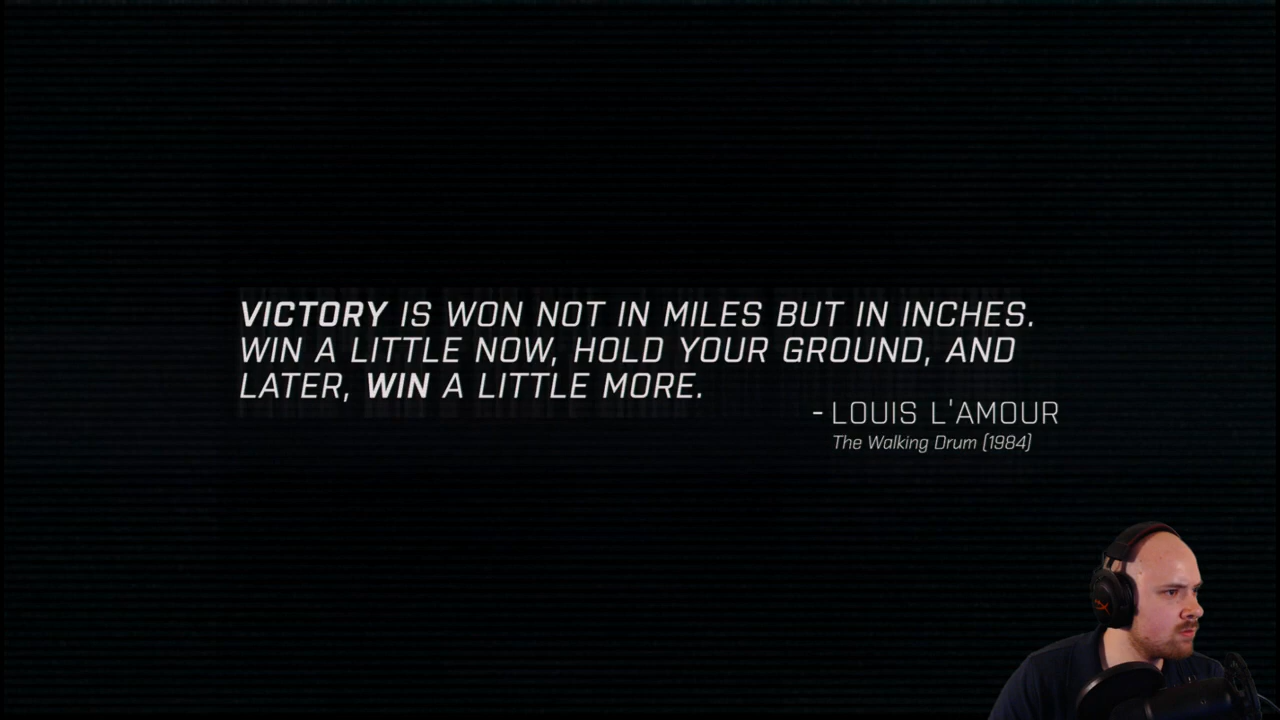 VICTORY IS WON NOT IN MILES BUT IN INCHES.
WIN A LITTLE NOW, HOLD YOUR GROUND, AND
LATER, WIN A LITTLE MORE.
- LOUIS L'AMOUR
The Walking Drum (1984)